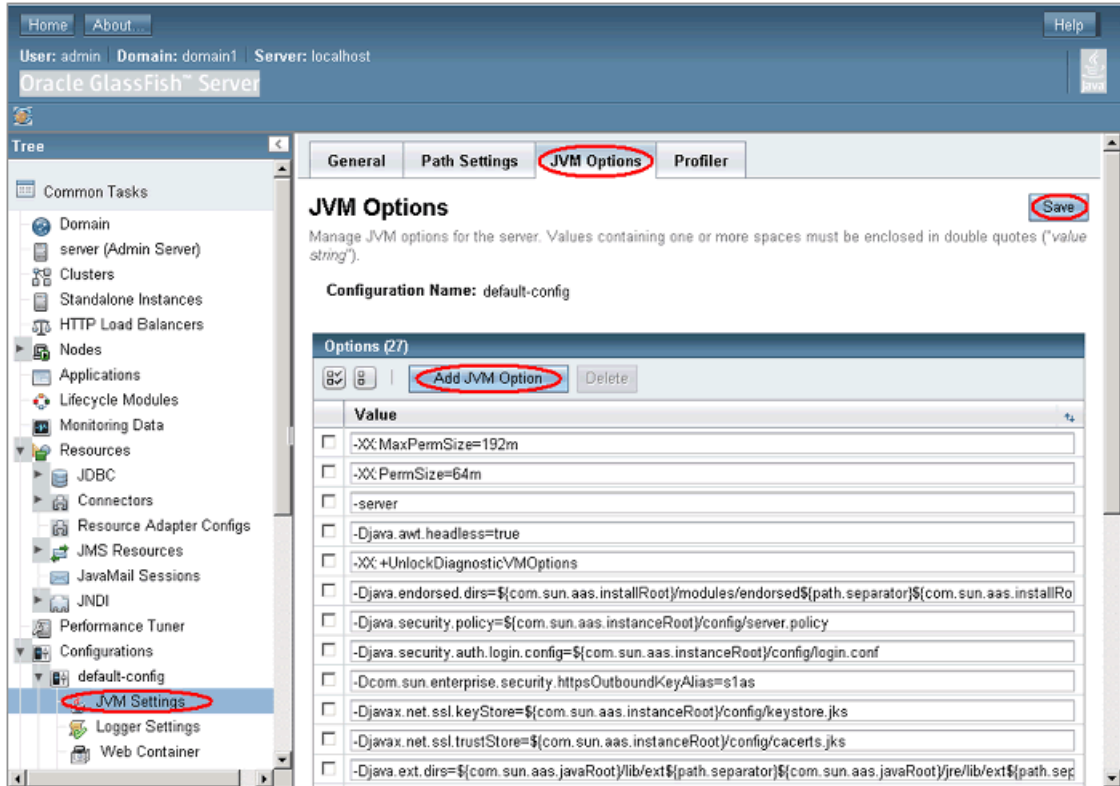 Home About... Help
User: admin Domain: domain1 Server: localhost
Oracle GlassFish™ Server
Java
Tree
Common Tasks
Domain
server (Admin Server)
Clusters
Standalone Instances
HTTP Load Balancers
Nodes
Applications
Lifecycle Modules
Monitoring Data
Resources
JDBC
Connectors
Resource Adapter Configs
JMS Resources
JavaMail Sessions
JNDI
Performance Tuner
Configurations
default-config
JVM Settings
Logger Settings
Web Container
General Path Settings JVM Options Profiler
JVM Options Save
Manage JVM options for the server. Values containing one or more spaces must be enclosed in double quotes ("value
string").
Configuration Name: default-config
Options (27)
Add JVM Option Delete
Value
-XX:MaxPermSize=192m
-XX:PermSize=64m
-server
-Djava.awt.headless=true
-XX:+UnlockDiagnosticVMOptions
-Djava.endorsed.dirs=${com.sun.aas.installRoot}/modules/endorsed${path.separator}${com.sun.aas.installRo
-Djava.security.policy=${com.sun.aas.instanceRoot}/config/server.policy
-Djava.security.auth.login.config=${com.sun.aas.instanceRoot}/config/login.conf
-Dcom.sun.enterprise.security.httpsOutboundKeyAlias=s1as
-Djavax.net.ssl.keyStore=${com.sun.aas.instanceRoot}/config/keystore.jks
-Djavax.net.ssl.trustStore=${com.sun.aas.instanceRoot}/config/cacerts.jks
-Djava.ext.dirs=${com.sun.aas.javaRoot}/lib/ext${path.separator}${com.sun.aas.javaRoot}/jre/lib/ext${path.sep